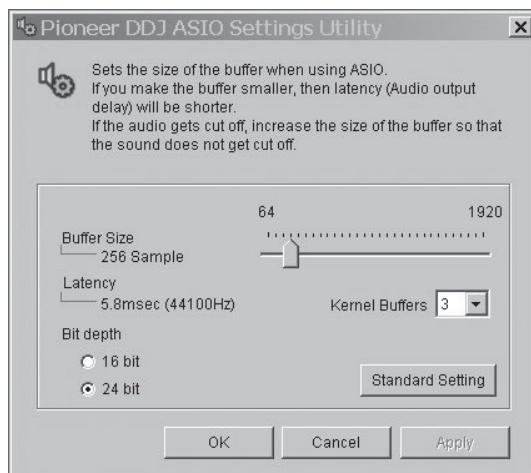 Pioneer DDJ ASIO Settings Utility
Sets the size of the buffer when using ASIO.
If you make the buffer smaller, then latency (Audio output
delay) will be shorter.
If the audio gets cut off, increase the size of the buffer so that
the sound does not get cut off.
64 1920
Buffer Size
256 Sample
Latency
5.8msec (44100Hz)
Kernel Buffers 3
Bit depth
16 bit
24 bit
Standard Setting
OK Cancel Apply